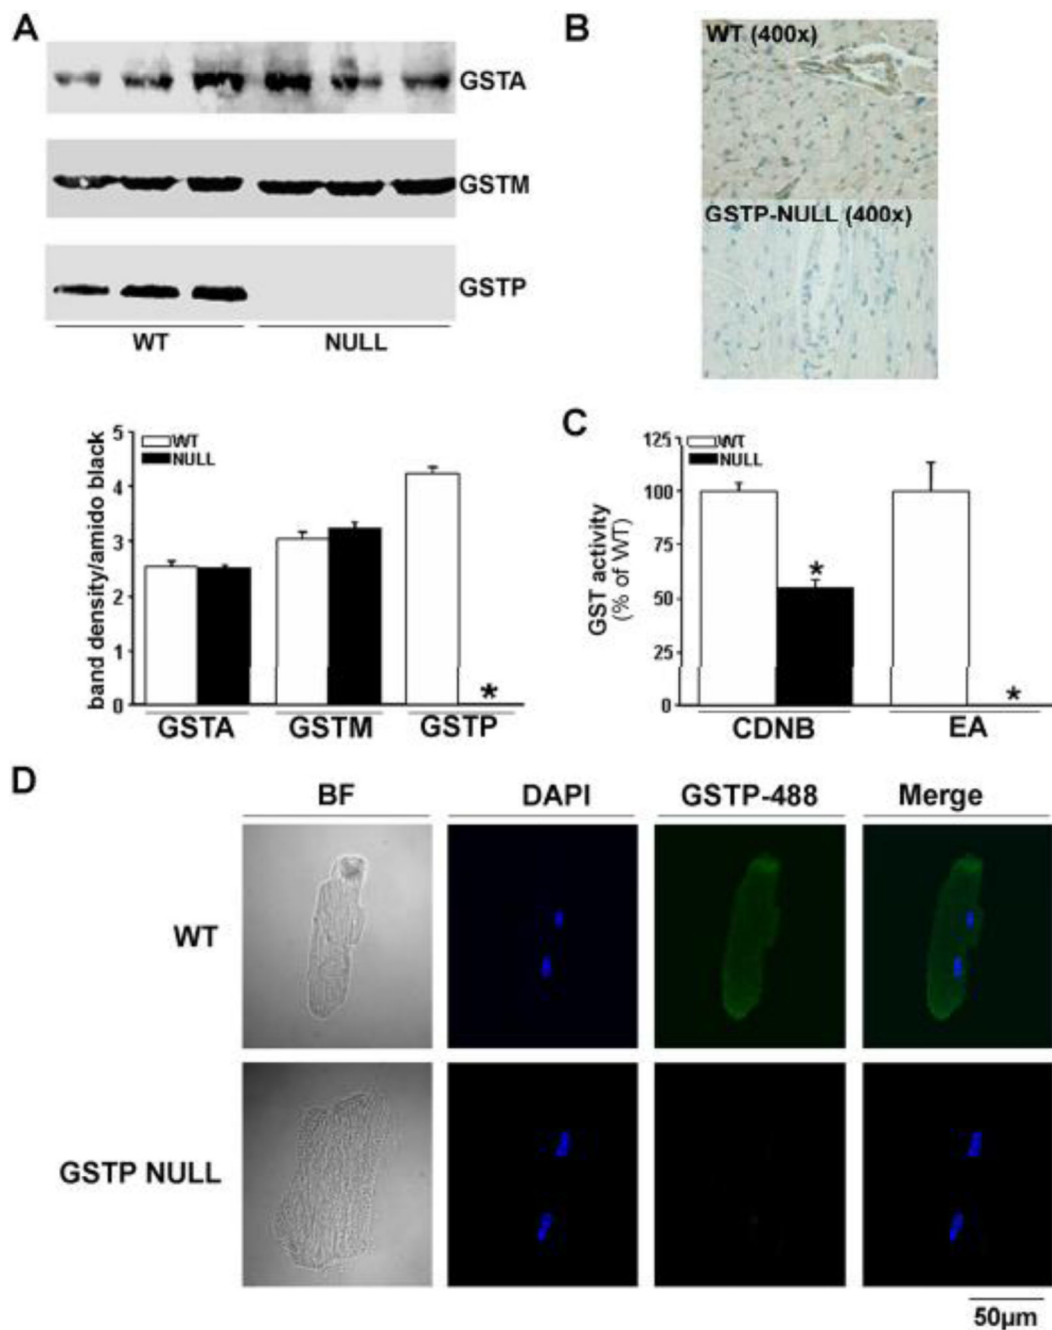 A
GSTA
GSTM
GSTP
WT NULL
B
WT (400x)
GSTP-NULL (400x)
band density/amido black
5
4
3
2
1
0
WT
NULL
GSTA GSTM GSTP
*
C
GST activity
(% of WT)
125
100
75
50
25
0
WT
NULL
*
*
CDNB EA
D
BF DAPI GSTP-488 Merge
WT
GSTP NULL
50µm